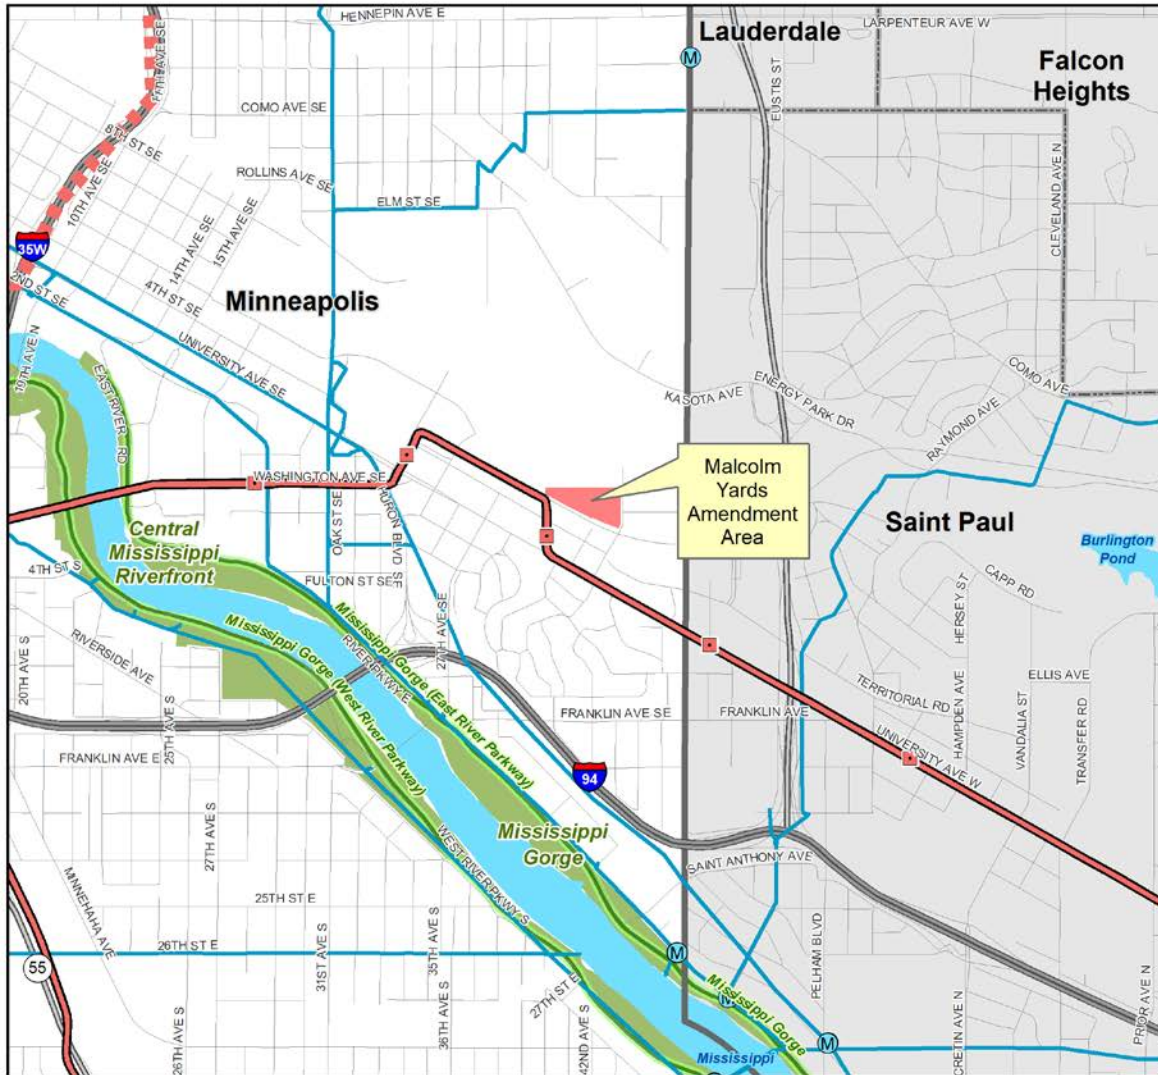 HENNEPIN AVE E
Lauderdale
LARPENTEUR AVE W
Falcon
Heights
M
EUSTIS ST
COMO AVE SE
8TH ST SE
10TH AVE SE
ROLLINS AVE SE
ELM ST SE
CLEVELAND AVE N
35W
14TH AVE SE
15TH AVE SE
2ND ST SE
4TH ST SE
Minneapolis
UNIVERSITY AVE SE
19TH AVE N
EAST RIVER RD
KASOTA AVE
ENERGY PARK DR
COMO AVE
RAYMOND AVE
WASHINGTON AVE SE
Malcolm
Yards
Amendment
Area
OAK ST SE
HURON BLVD SE
Saint Paul
Central
Mississippi
Riverfront
Burlington
Pond
4TH ST S
FULTON ST SE
27TH AVE SE
CAPP RD
HERSEY ST
Mississippi Gorge (East River Parkway)
Mississippi Gorge (West River Parkway)
RIVER PKWY E
20TH AVE S
RIVERSIDE AVE
25TH AVE S
ELLIS AVE
TERRITORIAL RD
HAMPDEN AVE
VANDALIA ST
TRANSFER RD
FRANKLIN AVE SE
FRANKLIN AVE
UNIVERSITY AVE W
FRANKLIN AVE E
94
27TH AVE S
Mississippi
Gorge
WEST RIVER PKWY S
SAINT ANTHONY AVE
MINNEHAHA AVE
25TH ST E
26TH ST E
31ST AVE S
35TH AVE S
PELHAM BLVD
55
M
27TH ST E
M
Mississippi Gorge
26TH AVE S
36TH AVE S
42ND AVE S
M
CRETIN AVE N
PRIOR AVE N
Mississippi